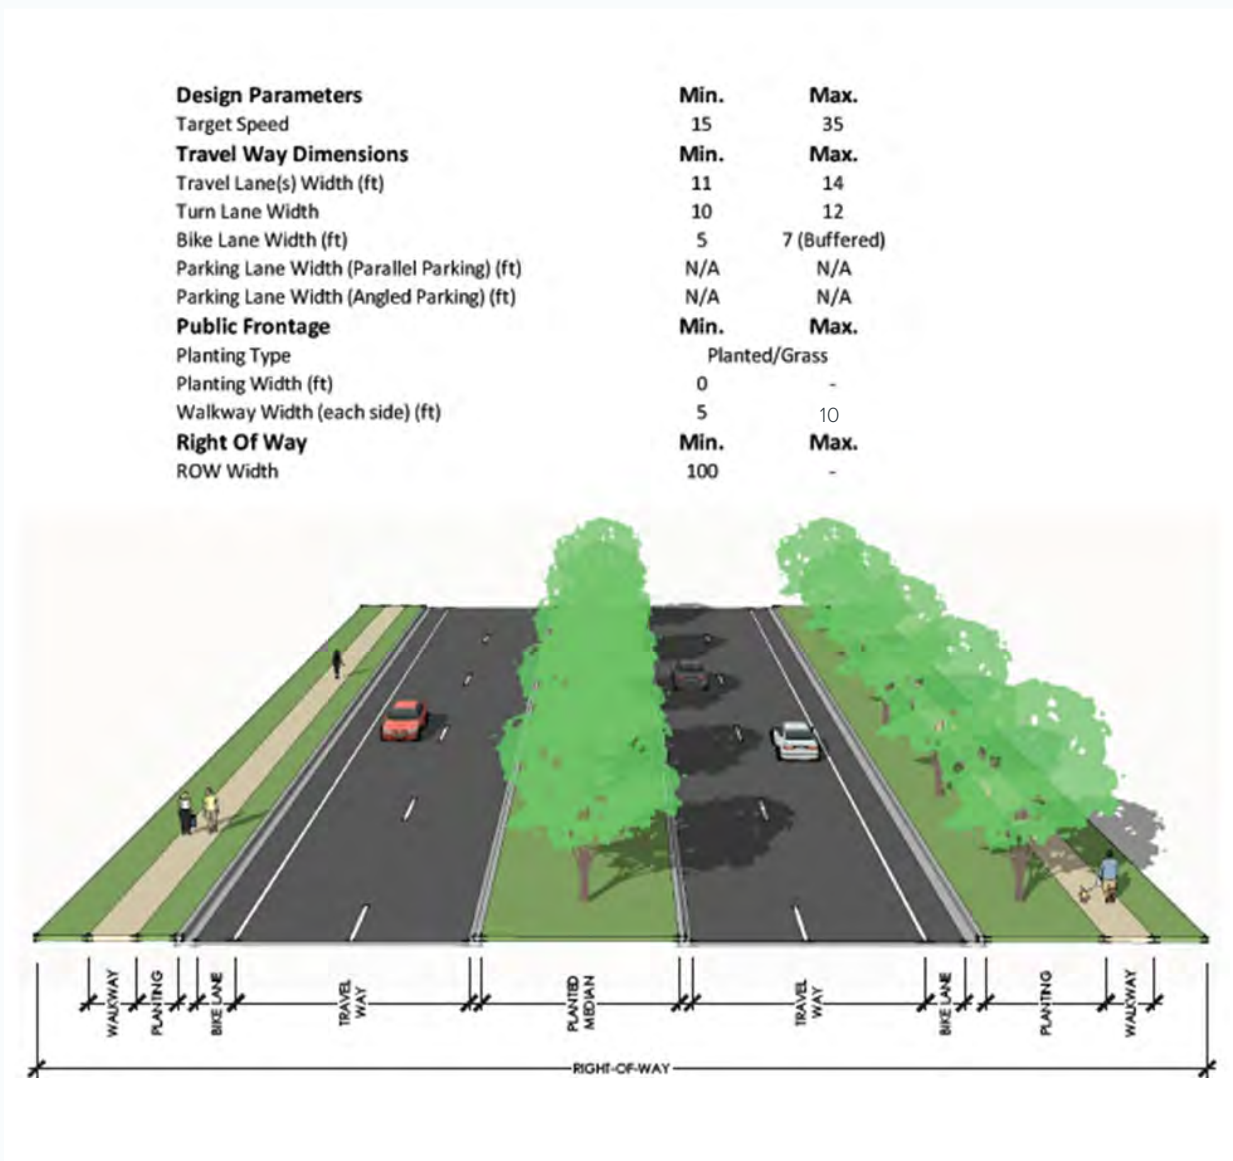 Design Parameters Min. Max.
Target Speed 15 35
Travel Way Dimensions Min. Max.
Travel Lane(s) Width (ft) 11 14
Turn Lane Width 10 12
Bike Lane Width (ft) 5 7 (Buffered)
Parking Lane Width (Parallel Parking) (ft) N/A N/A
Parking Lane Width (Angled Parking) (ft) N/A N/A
Public Frontage Min. Max.
Planting Type Planted/Grass
Planting Width (ft) 0 -
Walkway Width (each side) (ft) 5 10
Right Of Way Min. Max.
ROW Width 100 -
WALKWAY
PLANTING
BIKE LANE
TRAVEL
WAY
PLANTED
MEDIAN
TRAVEL
WAY
BIKE LANE
PLANTING
WALKWAY
RIGHT-OF-WAY